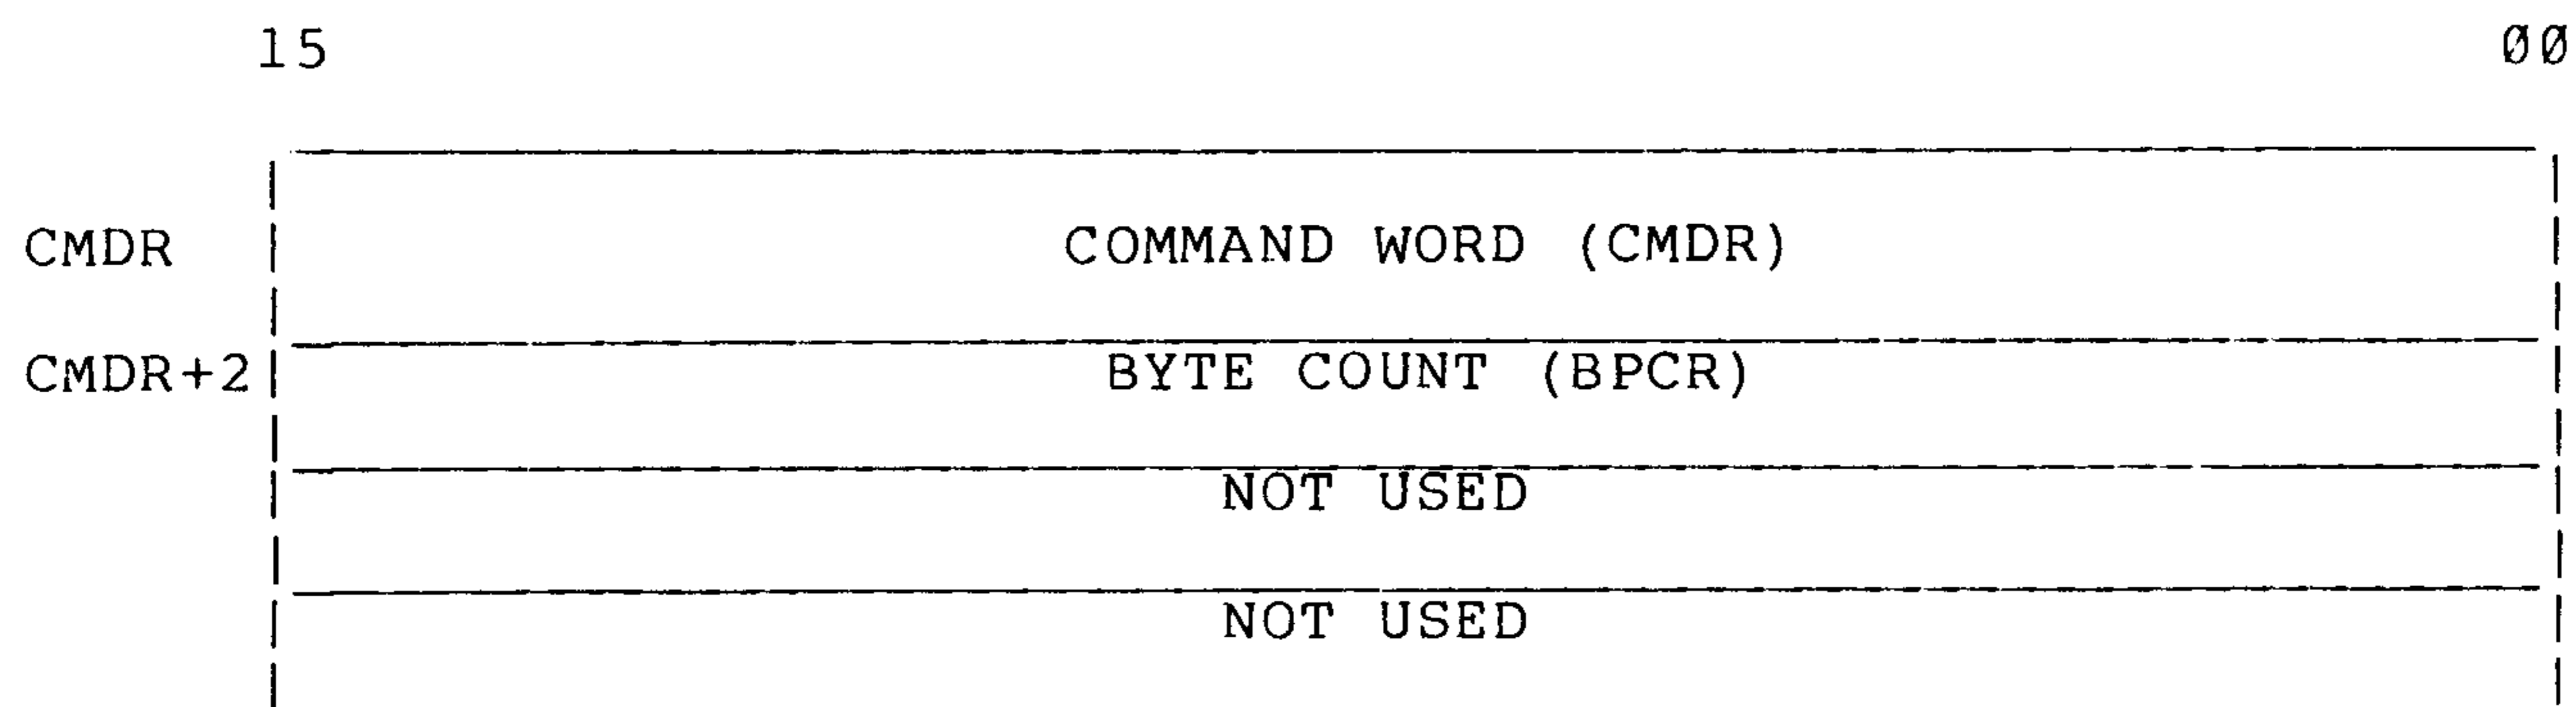 15 00
CMDR COMMAND WORD (CMDR)
CMDR+2 BYTE COUNT (BPCR)
NOT USED
NOT USED